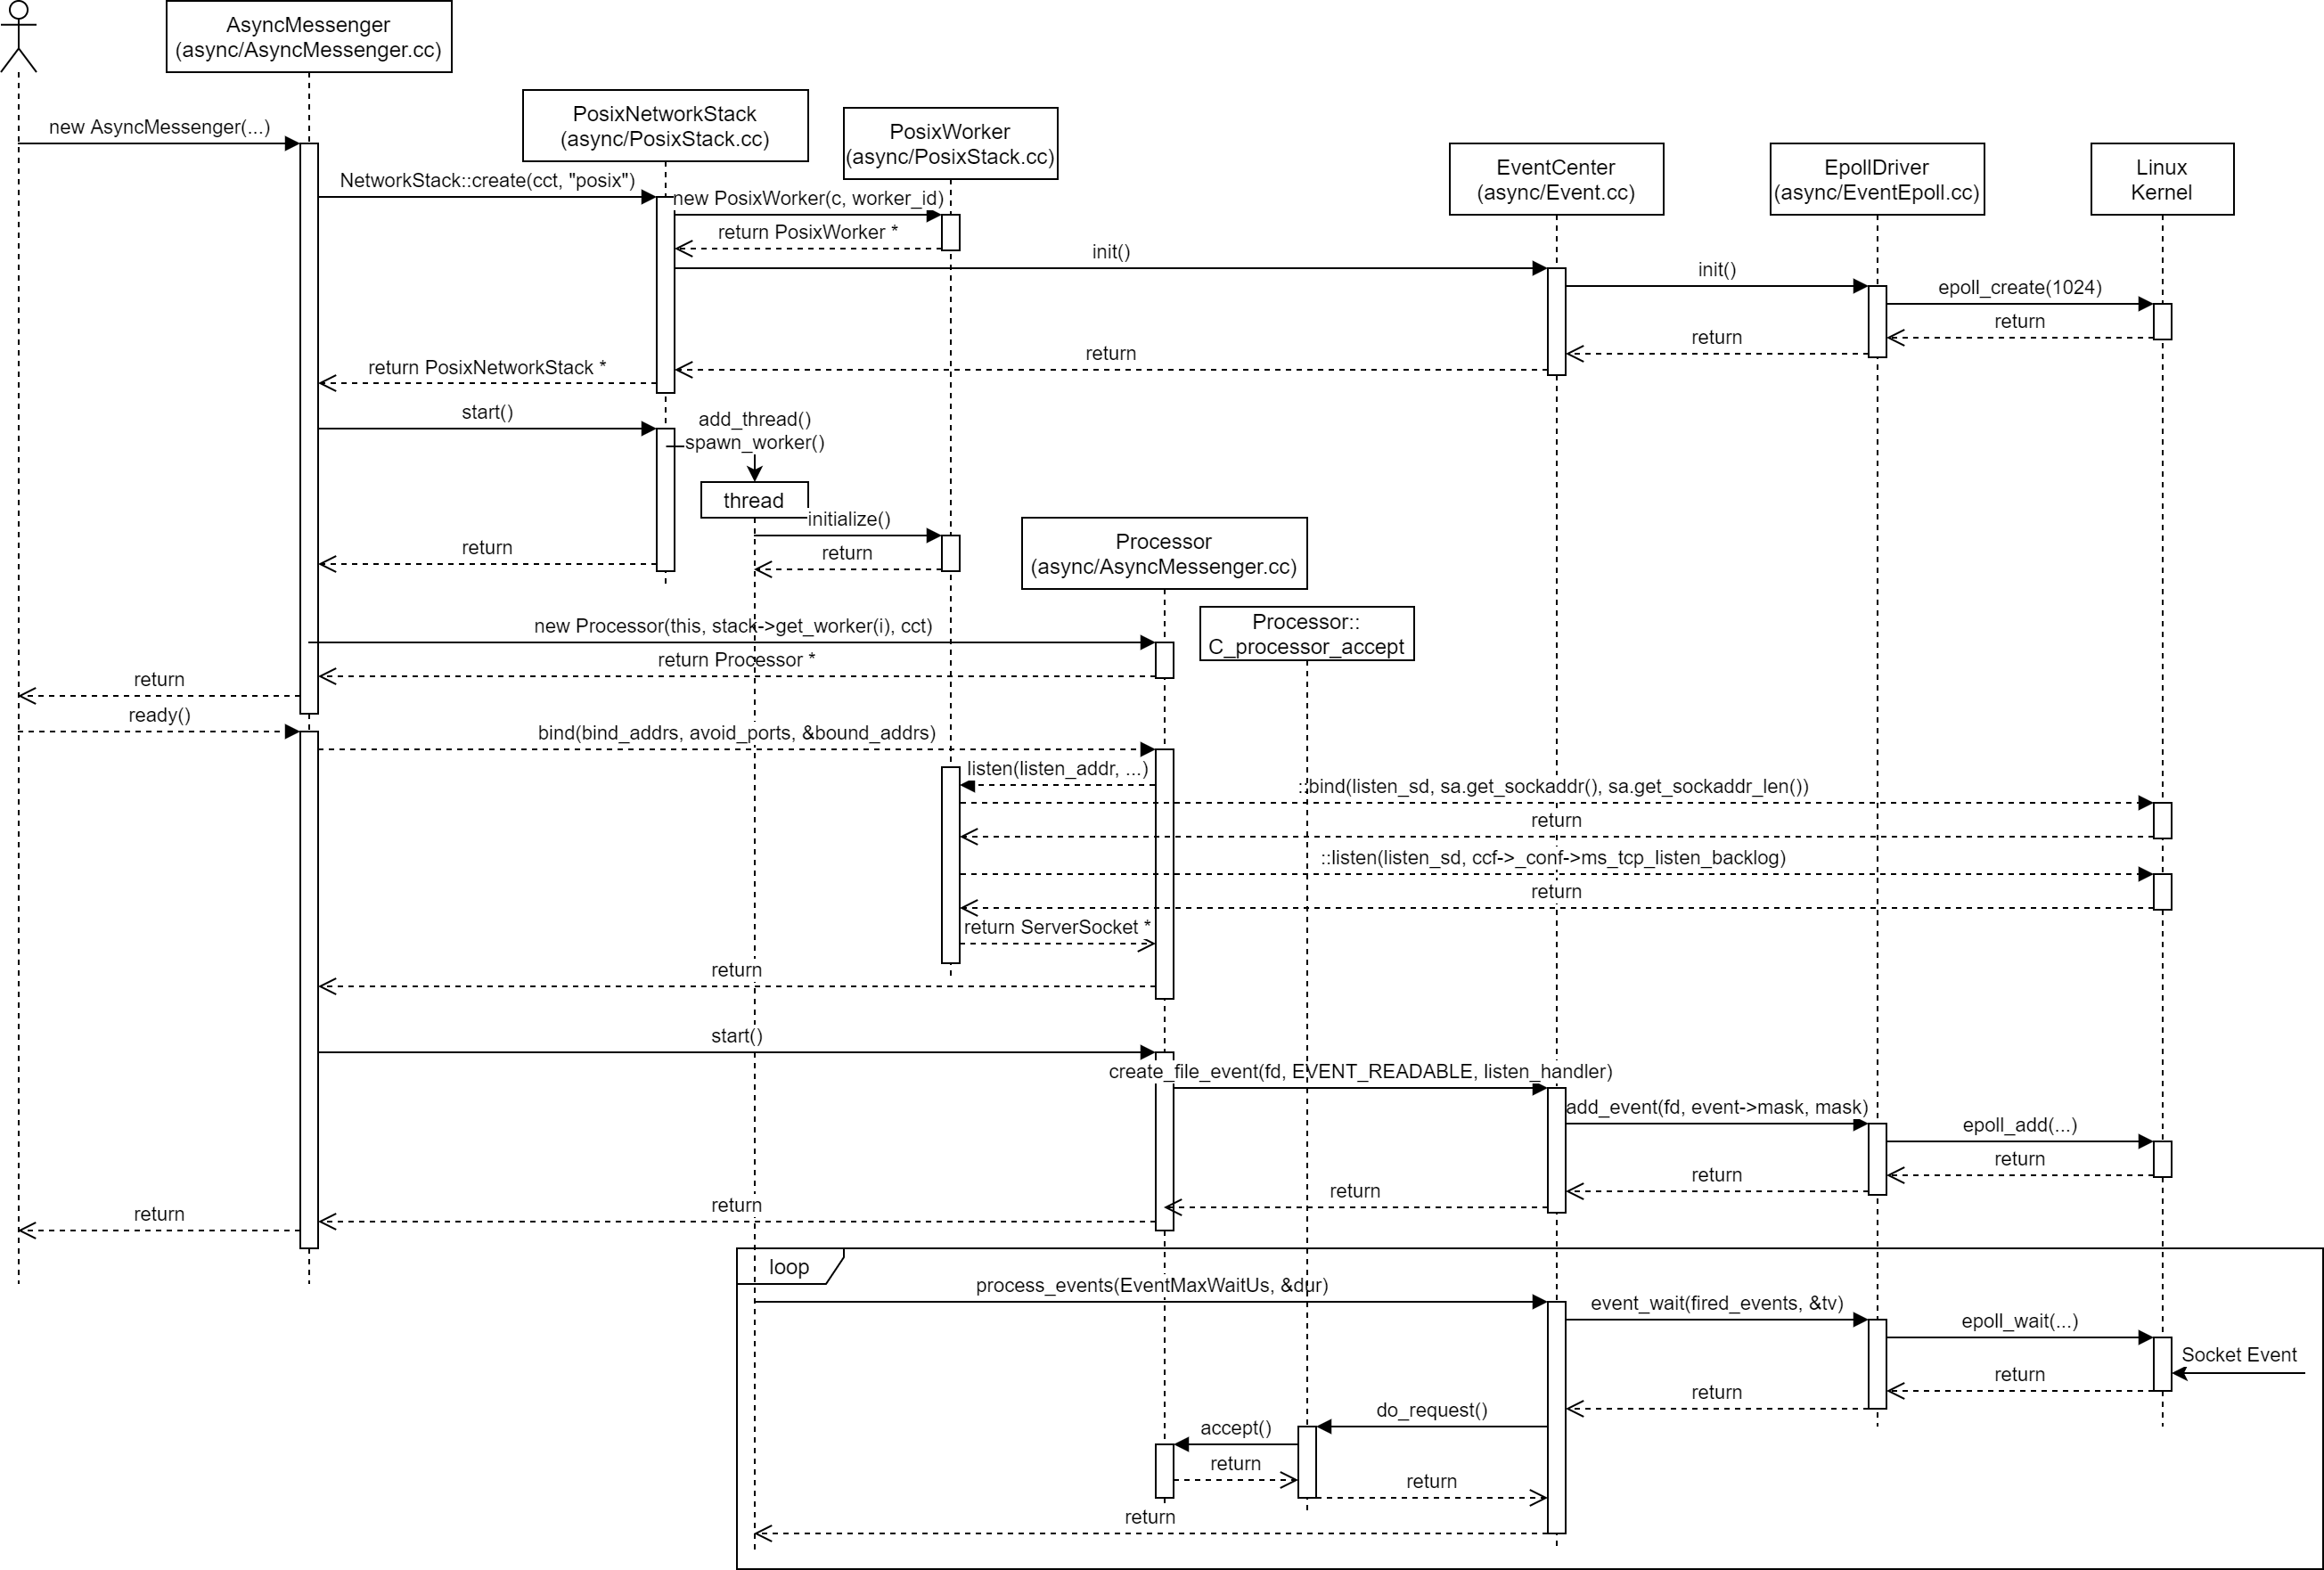 AsyncMessenger
(async/AsyncMessenger.cc)
PosixNetworkStack
(async/PosixStack.cc)
PosixWorker
(async/PosixStack.cc)
EventCenter
(async/Event.cc)
EpollDriver
(async/EventEpoll.cc)
Linux
Kernel
new AsyncMessenger(...)
NetworkStack::create(cct, "posix")
new PosixWorker(c, worker_id)
return PosixWorker *
init()
init()
epoll_create(1024)
return
return
return
return PosixNetworkStack *
start()
add_thread()
spawn_worker()
thread
initialize()
return
return
Processor
(async/AsyncMessenger.cc)
Processor::
C_processor_accept
new Processor(this, stack->get_worker(i), cct)
return Processor *
return
ready()
bind(bind_addrs, avoid_ports, &bound_addrs)
listen(listen_addr, ...)
::bind(listen_sd, sa.get_sockaddr(), sa.get_sockaddr_len())
return
::listen(listen_sd, ccf->_conf->ms_tcp_listen_backlog)
return
return ServerSocket *
return
start()
create_file_event(fd, EVENT_READABLE, listen_handler)
add_event(fd, event->mask, mask)
epoll_add(...)
return
return
return
return
return
loop
process_events(EventMaxWaitUs, &dur)
event_wait(fired_events, &tv)
epoll_wait(...)
Socket Event
return
return
do_request()
accept()
return
return
return